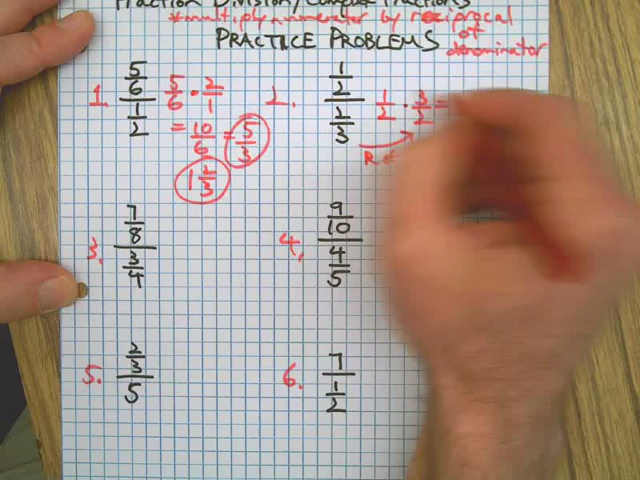 Fraction Division/Complex Fractions
*multiply numerator by reciprocal
of
denominator
PRACTICE PROBLEMS
1. 5/6 / 1/2 5/6 · 2/1
= 10/6 = 5/3
1 2/3
2. 1/2 / 2/3 1/2 · 3/2 =
3. 7/8 / 3/4
4. 9/10 / 4/5
5. 2/3 / 5
6. 7 / 1/2